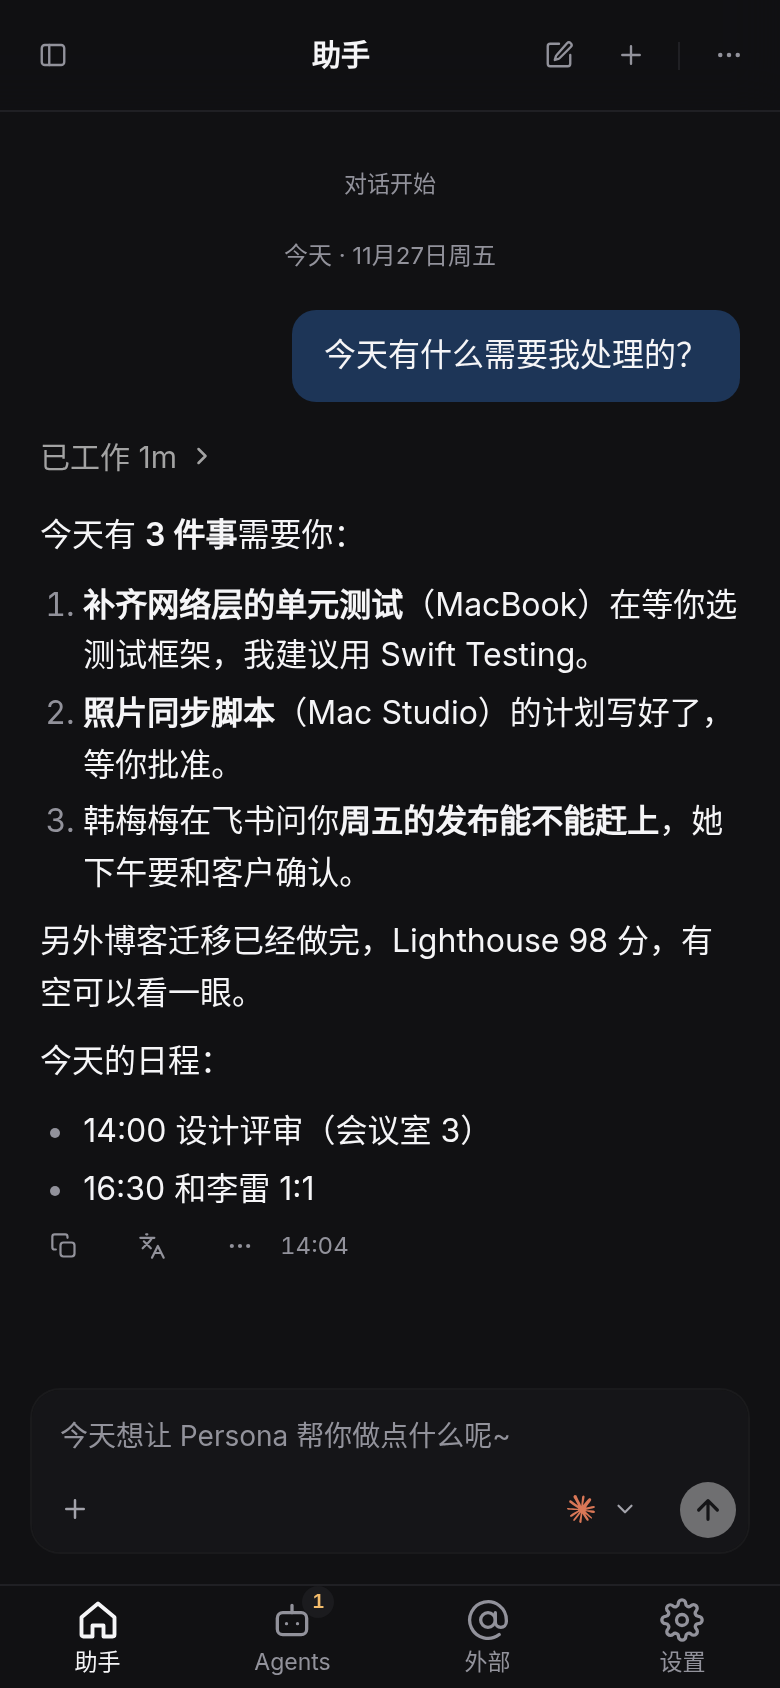 助手
对话开始
今天 · 11月27日周五
今天有什么需要我处理的？
已工作 1m
今天有 3 件事需要你：
1. 补齐网络层的单元测试（MacBook）在等你选
测试框架，我建议用 Swift Testing。
2. 照片同步脚本（Mac Studio）的计划写好了，
等你批准。
3. 韩梅梅在飞书问你周五的发布能不能赶上，她
下午要和客户确认。
另外博客迁移已经做完，Lighthouse 98 分，有
空可以看一眼。
今天的日程：
• 14:00 设计评审（会议室 3）
• 16:30 和李雷 1:1
14:04
今天想让 Persona 帮你做点什么呢~
1
助手
Agents
外部
设置